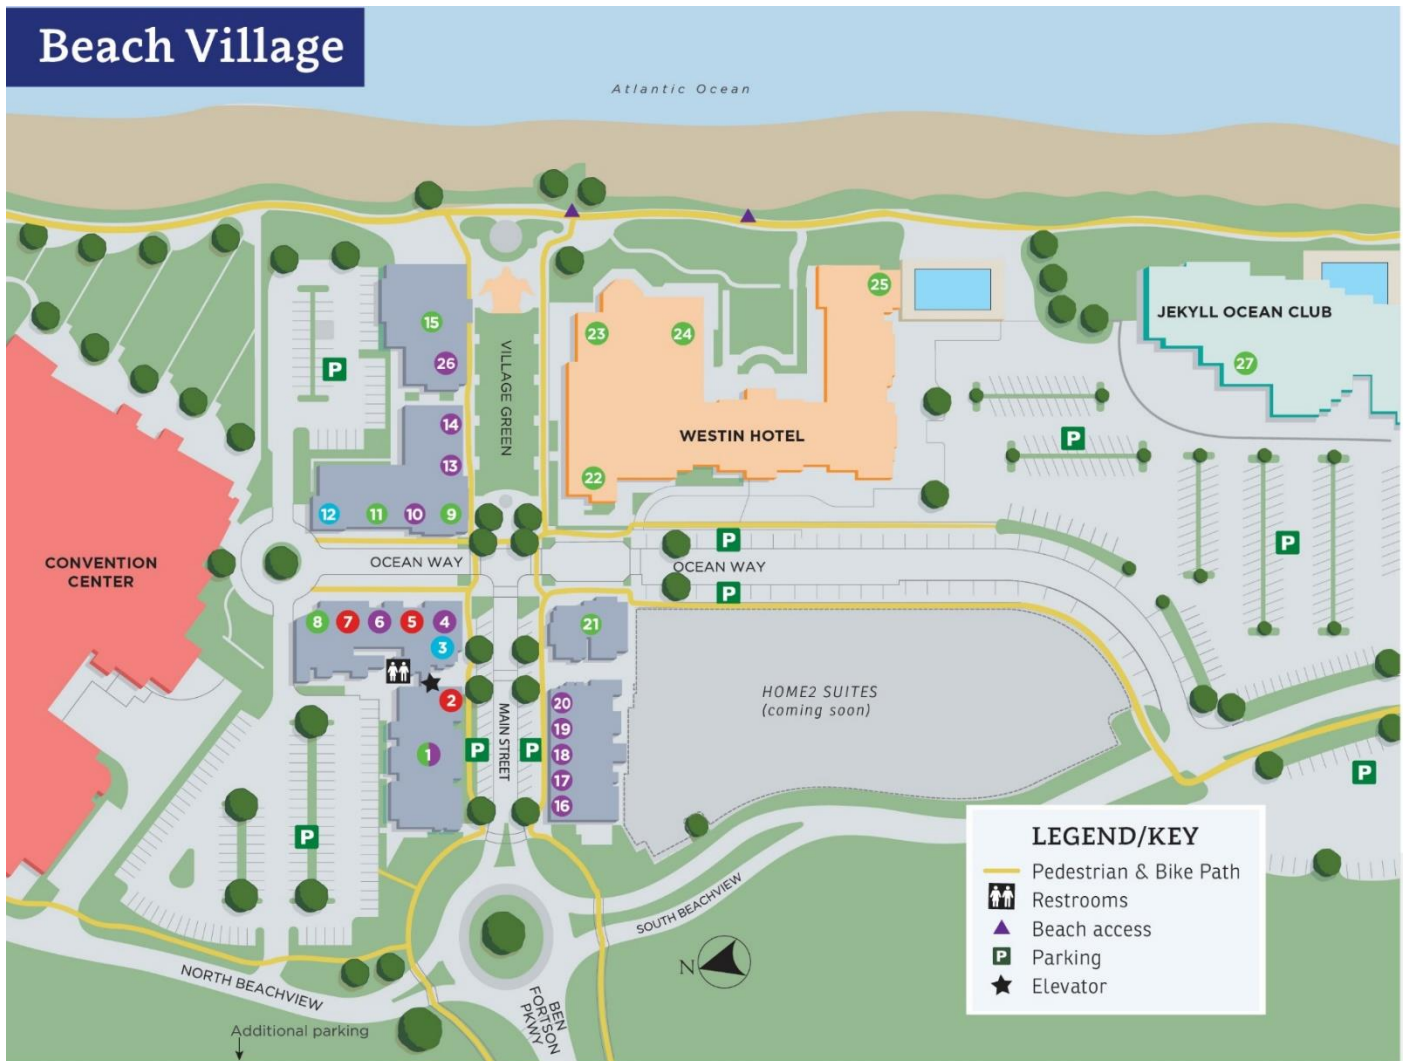 Beach Village
Atlantic Ocean
25
15
23
24
JEKYLL OCEAN CLUB
27
26
P
VILLAGE GREEN
14
WESTIN HOTEL
P
13
22
12
11
10
9
P
P
CONVENTION
CENTER
OCEAN WAY
OCEAN WAY
P
8
7
6
5
4
21
3
2
HOME2 SUITES
(coming soon)
20
19
1
P
MAIN STREET
P
18
17
16
P
P
LEGEND/KEY
Pedestrian & Bike Path
Restrooms
Beach access
P Parking
Elevator
SOUTH BEACHVIEW
N
NORTH BEACHVIEW
BEN
FORTSON
PKWY
Additional parking